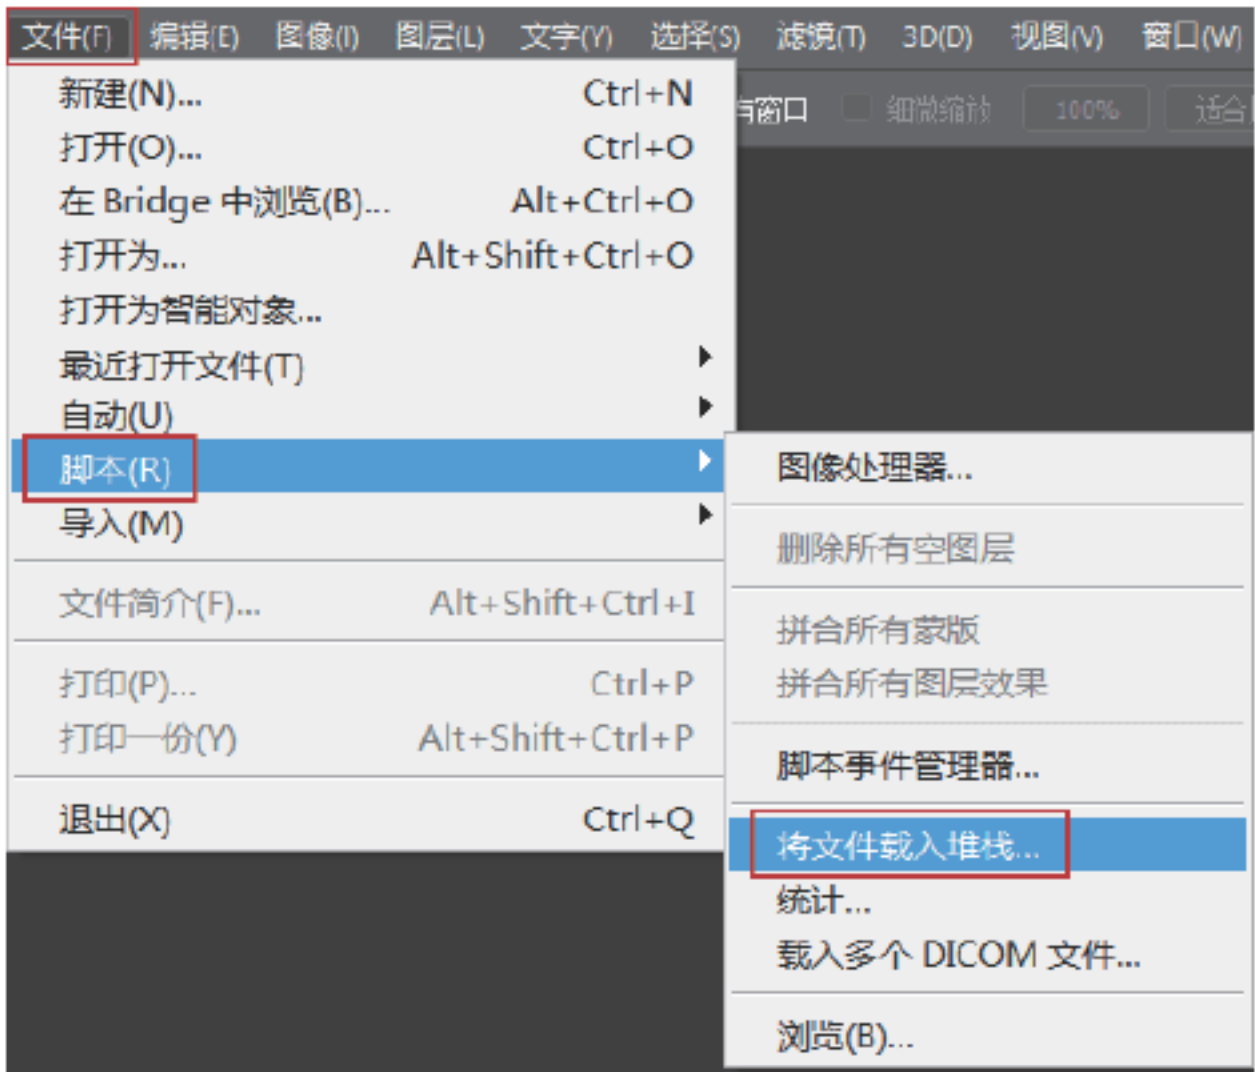 文件(F) 编辑(E) 图像(I) 图层(L) 文字(Y) 选择(S) 滤镜(T) 3D(D) 视图(V) 窗口(W)
有窗口 细微缩放 100% 适合
新建(N)... Ctrl+N
打开(O)... Ctrl+O
在 Bridge 中浏览(B)... Alt+Ctrl+O
打开为... Alt+Shift+Ctrl+O
打开为智能对象...
最近打开文件(T)
自动(U)
脚本(R)
导入(M)
文件简介(F)... Alt+Shift+Ctrl+I
打印(P)... Ctrl+P
打印一份(Y) Alt+Shift+Ctrl+P
退出(X) Ctrl+Q
图像处理器...
删除所有空图层
拼合所有蒙版
拼合所有图层效果
脚本事件管理器...
将文件载入堆栈...
统计...
载入多个 DICOM 文件...
浏览(B)...